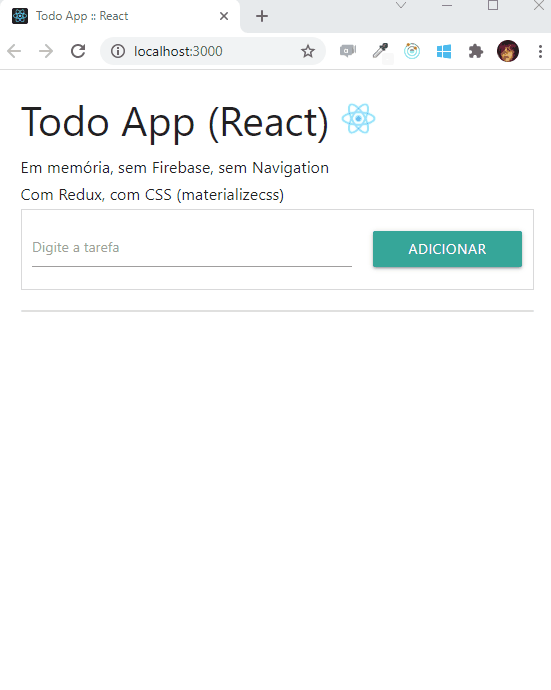 Todo App :: React
localhost:3000
Todo App (React)
Em memória, sem Firebase, sem Navigation
Com Redux, com CSS (materializecss)
Digite a tarefa
ADICIONAR